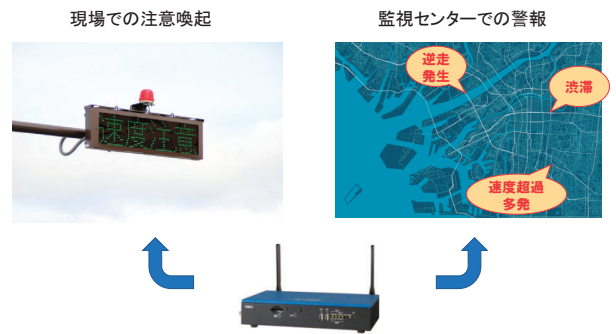 現場での注意喚起
監視センターでの警報
速度注意
逆走
発生
渋滞
速度超過
多発